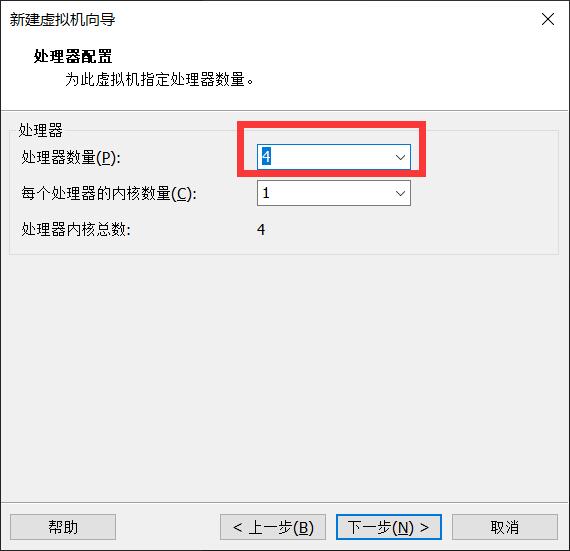 新建虚拟机向导
处理器配置
为此虚拟机指定处理器数量。
处理器
处理器数量(P):
4
每个处理器的内核数量(C):
1
处理器内核总数:
4
帮助
< 上一步(B)
下一步(N) >
取消